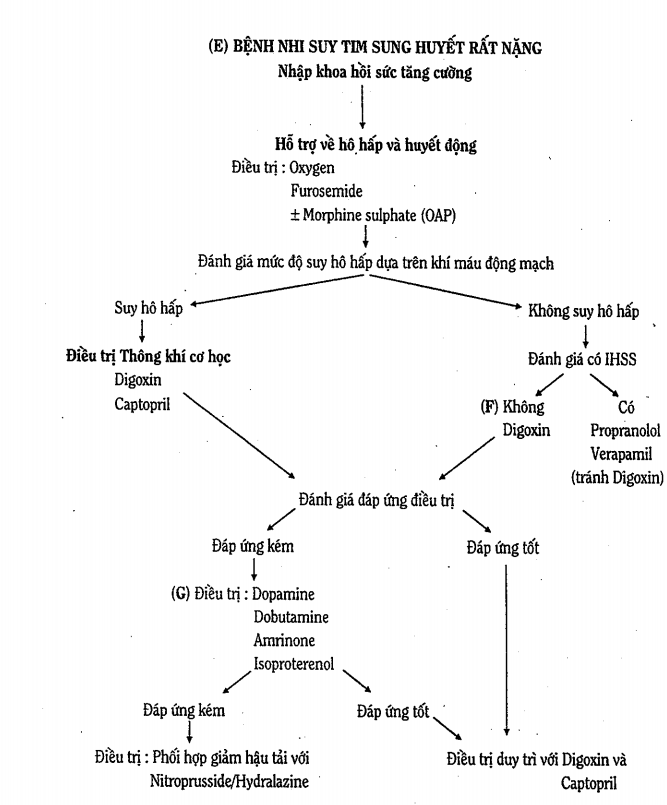 (E) BỆNH NHI SUY TIM SUNG HUYẾT RẤT NẶNG
Nhập khoa hồi sức tăng cường
Hỗ trợ về hô hấp và huyết động
Điều trị : Oxygen
Furosemide
± Morphine sulphate (OAP)
Đánh giá mức độ suy hô hấp dựa trên khí máu động mạch
Suy hô hấp
Không suy hô hấp
Điều trị Thông khí cơ học
Digoxin
Captopril
Đánh giá có IHSS
(F) Không
Digoxin
Có
Propranolol
Verapamil
(tránh Digoxin)
Đánh giá đáp ứng điều trị
Đáp ứng kém
Đáp ứng tốt
(G) Điều trị : Dopamine
Dobutamine
Amrinone
Isoproterenol
Đáp ứng kém
Đáp ứng tốt
Điều trị : Phối hợp giảm hậu tải với
Nitroprusside/Hydralazine
Điều trị duy trì với Digoxin và
Captopril